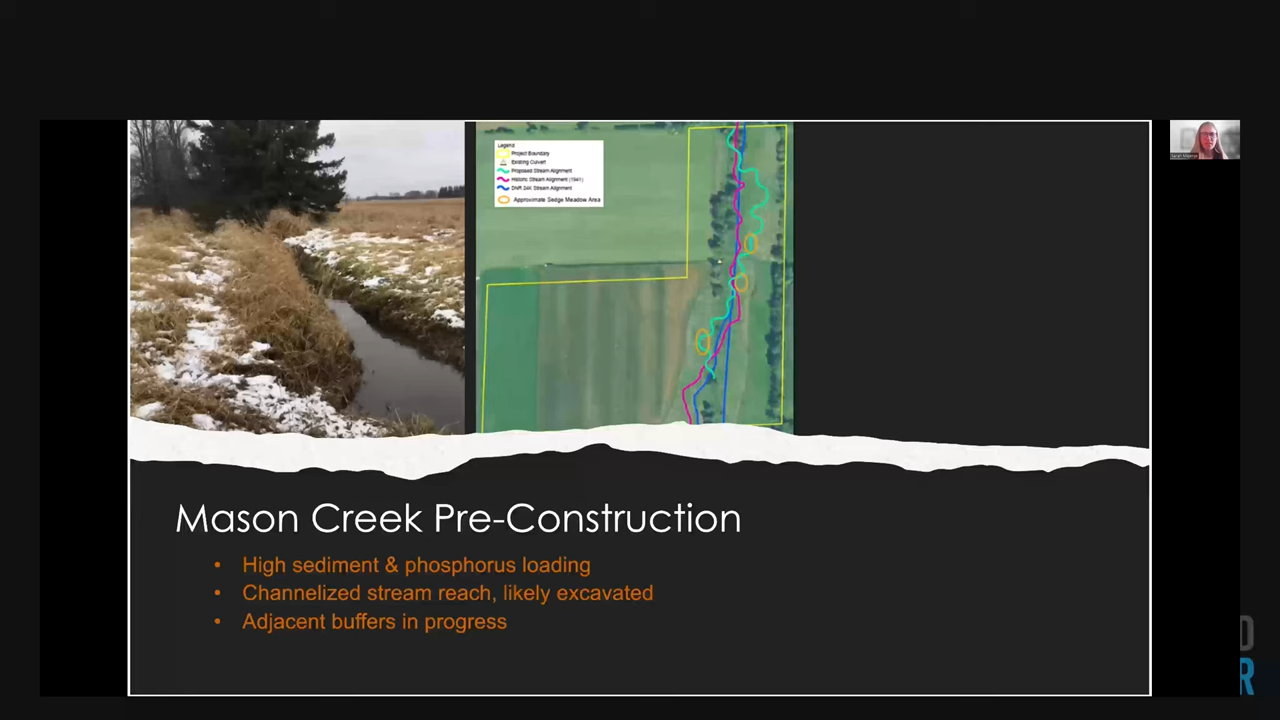 Legend
Project Boundary
Existing Culvert
Proposed Stream Alignment
Historic Stream Alignment (1941)
DNR 24K Stream Alignment
Approximate Sedge Meadow Area
Mason Creek Pre-Construction
• High sediment & phosphorus loading
• Channelized stream reach, likely excavated
• Adjacent buffers in progress
D
R